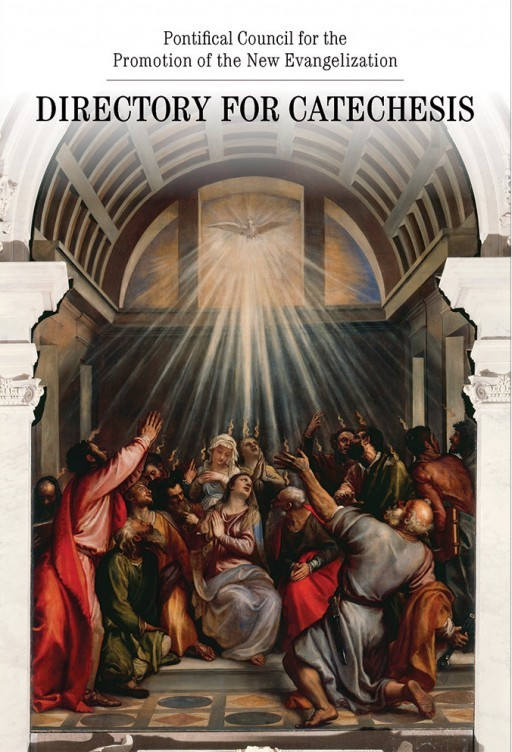 Pontifical Council for the
Promotion of the New Evangelization
DIRECTORY FOR CATECHESIS